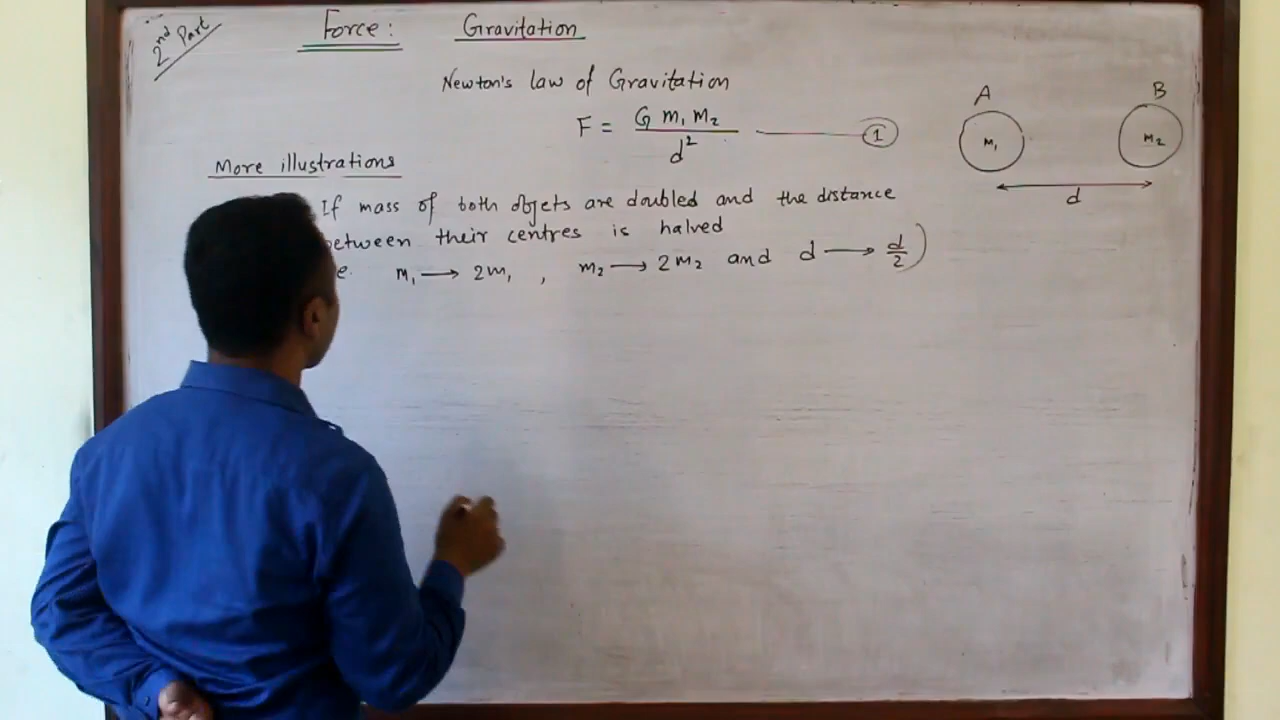 2nd Part
Force: Gravitation
Newton's law of Gravitation
F = G m₁ m₂ / d² ——— ①
A B
m₁ m₂
d
More illustrations
If mass of both objets are doubled and the distance
between their centres is halved
m₁ ⟶ 2m₁ , m₂ ⟶ 2m₂ and d ⟶ d/2 )